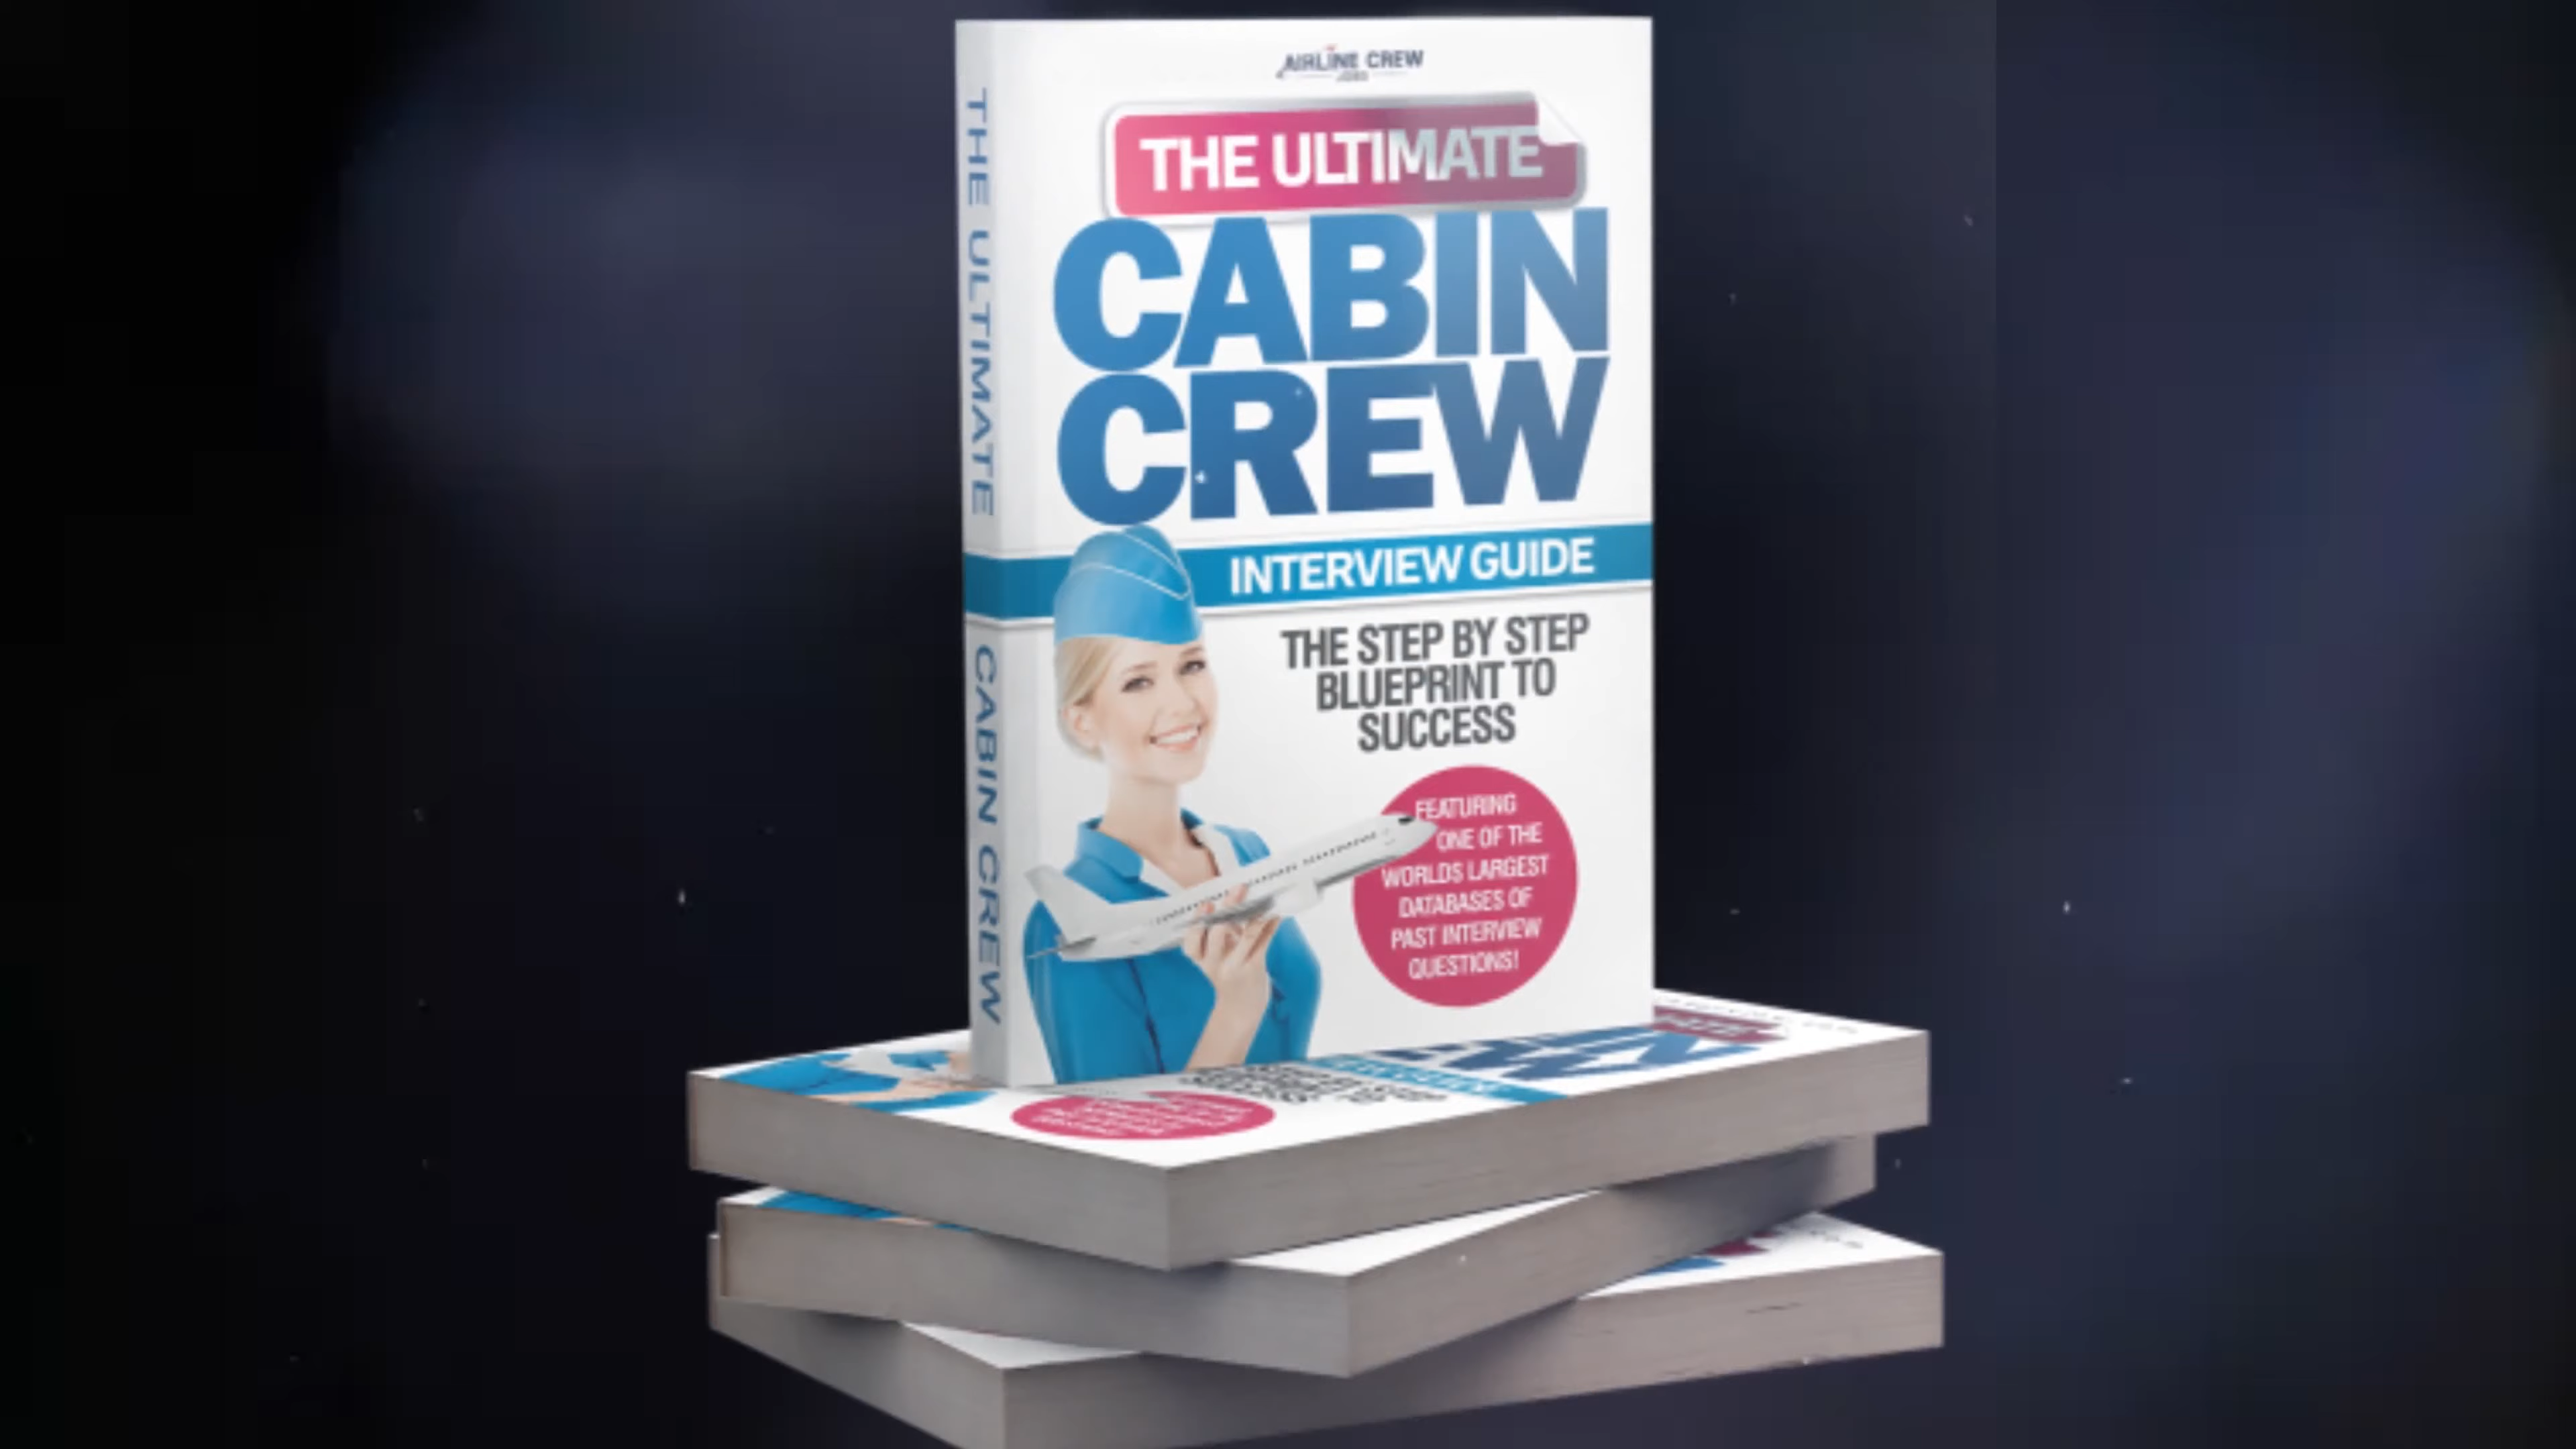 AIRLINE CREW
JOBS
THE ULTIMATE
CABIN
CREW
INTERVIEW GUIDE
THE STEP BY STEP
BLUEPRINT TO
SUCCESS
FEATURING
ONE OF THE
WORLDS LARGEST
DATABASES OF
PAST INTERVIEW
QUESTIONS!
THE ULTIMATE CABIN CREW